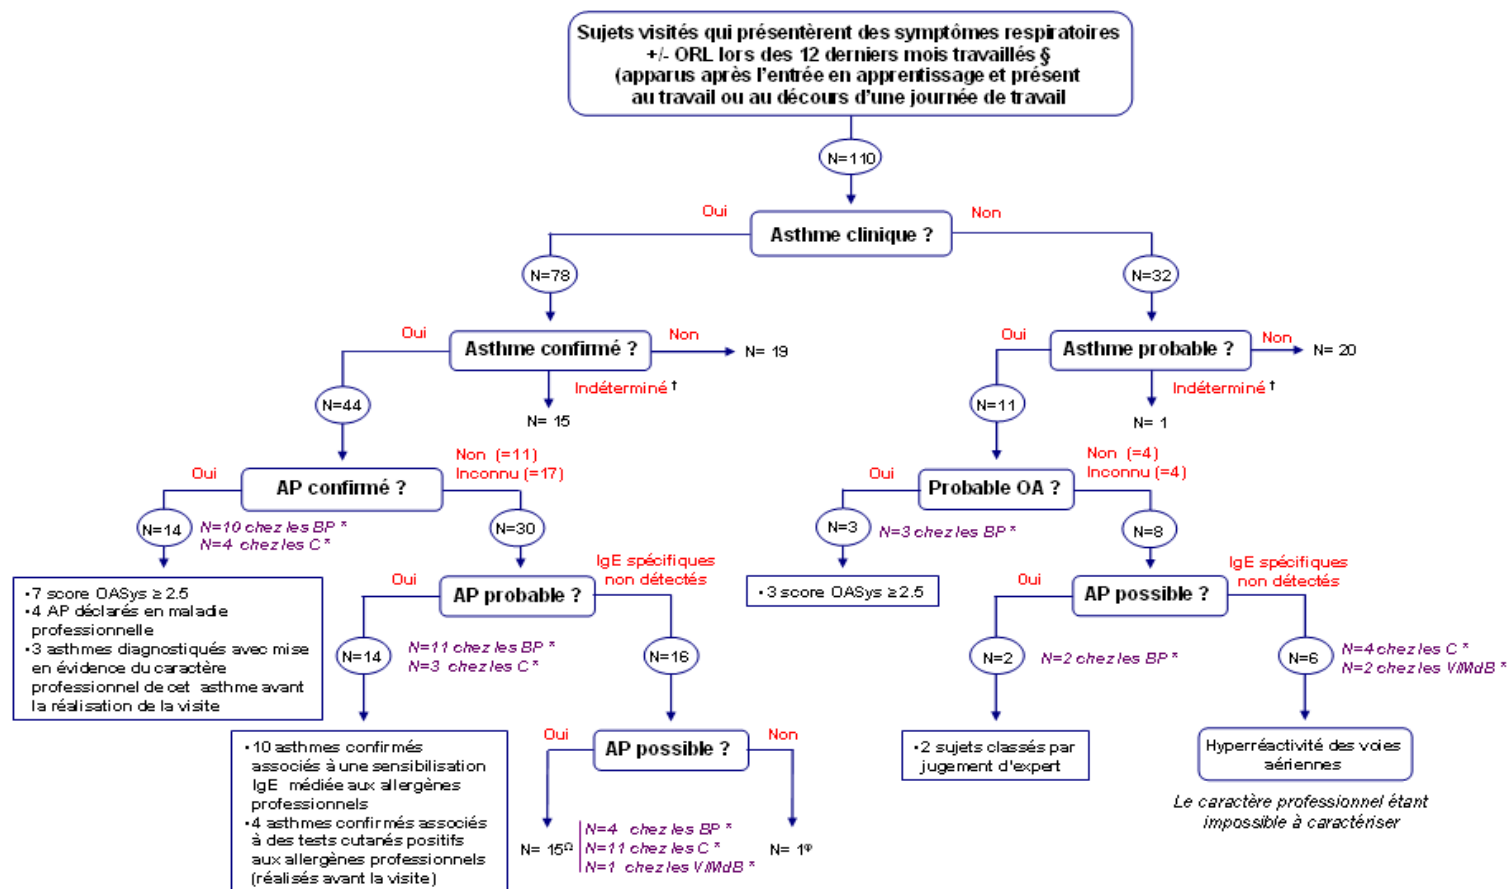 Sujets visités qui présentèrent des symptômes respiratoires
+/- ORL lors des 12 derniers mois travaillés §
(apparus après l'entrée en apprentissage et présent
au travail ou au décours d'une journée de travail
N=110
Oui
Non
Asthme clinique ?
N=78
N=32
Oui
Asthme confirmé ?
Non
N= 19
Indéterminé †
N= 15
N=44
Oui
Asthme probable ?
Non
N= 20
Indéterminé †
N= 1
N=11
Oui
AP confirmé ?
Non (=11)
Inconnu (=17)
N=14
N=10 chez les BP *
N=4 chez les C *
N=30
•7 score OASys ≥ 2.5
•4 AP déclarés en maladie
professionnelle
•3 asthmes diagnostiqués avec mise
en évidence du caractère
professionnel de cet asthme avant
la réalisation de la visite
Oui
Probable OA ?
Non (=4)
Inconnu (=4)
N=3
N=3 chez les BP *
N=8
•3 score OASys ≥ 2.5
Oui
AP probable ?
IgE spécifiques
non détectés
N=14
N=11 chez les BP *
N=3 chez les C *
N=16
•10 asthmes confirmés
associés à une sensibilisation
IgE médiée aux allergènes
professionnels
•4 asthmes confirmés associés
à des tests cutanés positifs
aux allergènes professionnels
(réalisés avant la visite)
Oui
AP possible ?
Non
N= 15Ω
N=4 chez les BP *
N=11 chez les C *
N=1 chez les V/MdB *
N= 1φ
Oui
AP possible ?
IgE spécifiques
non détectés
N=2
N=2 chez les BP *
N=6
N=4 chez les C *
N=2 chez les V/MdB *
•2 sujets classés par
jugement d'expert
Hyperréactivité des voies
aériennes
Le caractère professionnel étant
impossible à caractériser